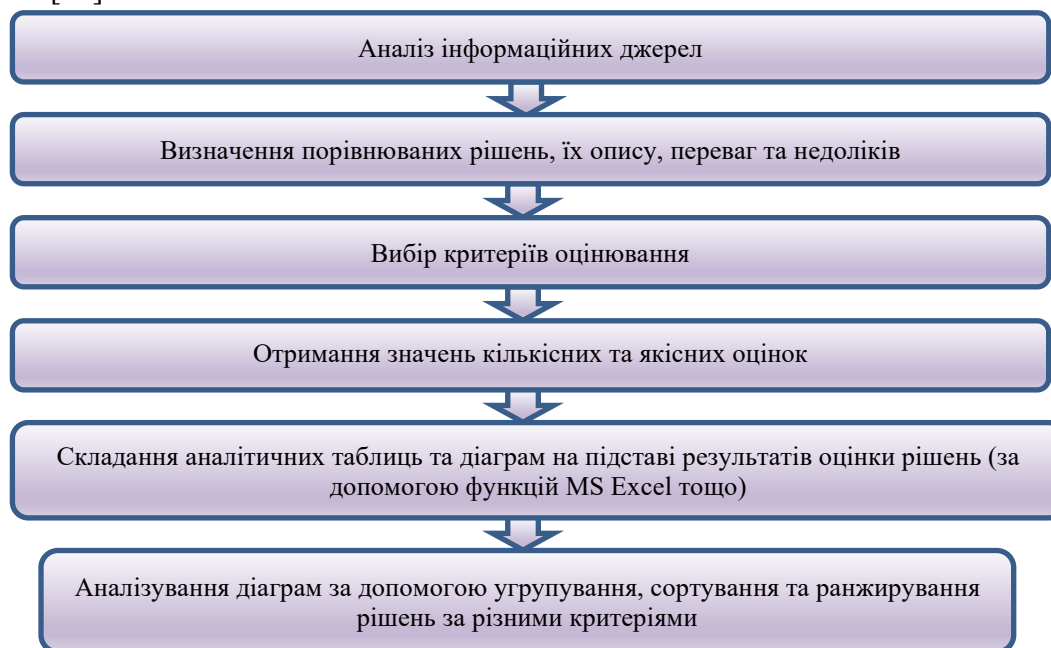 Аналіз інформаційних джерел
Визначення порівнюваних рішень, їх опису, переваг та недоліків
Вибір критеріїв оцінювання
Отримання значень кількісних та якісних оцінок
Складання аналітичних таблиць та діаграм на підставі результатів оцінки рішень (за
допомогою функцій MS Excel тощо)
Аналізування діаграм за допомогою угрупування, сортування та ранжирування
рішень за різними критеріями